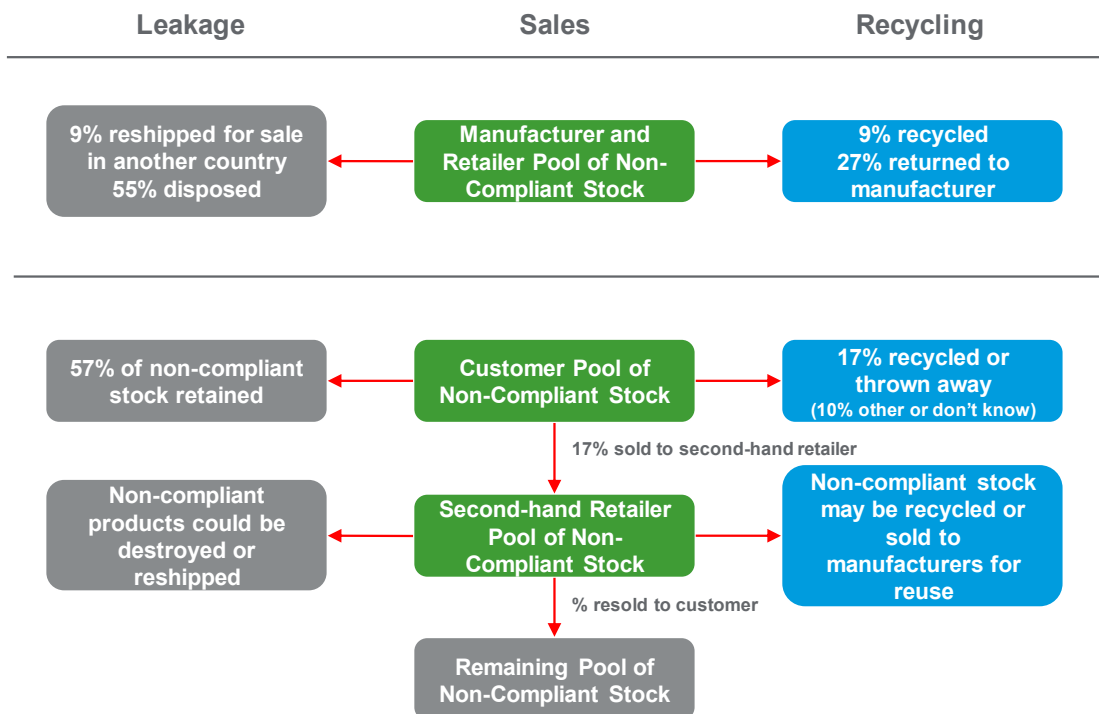 Leakage
Sales
Recycling
9% reshipped for sale
in another country
55% disposed
Manufacturer and
Retailer Pool of Non-
Compliant Stock
9% recycled
27% returned to
manufacturer
57% of non-compliant
stock retained
Customer Pool of
Non-Compliant Stock
17% recycled or
thrown away
(10% other or don’t know)
17% sold to second-hand retailer
Non-compliant
products could be
destroyed or
reshipped
Second-hand Retailer
Pool of Non-
Compliant Stock
Non-compliant stock
may be recycled or
sold to
manufacturers for
reuse
% resold to customer
Remaining Pool of
Non-Compliant Stock